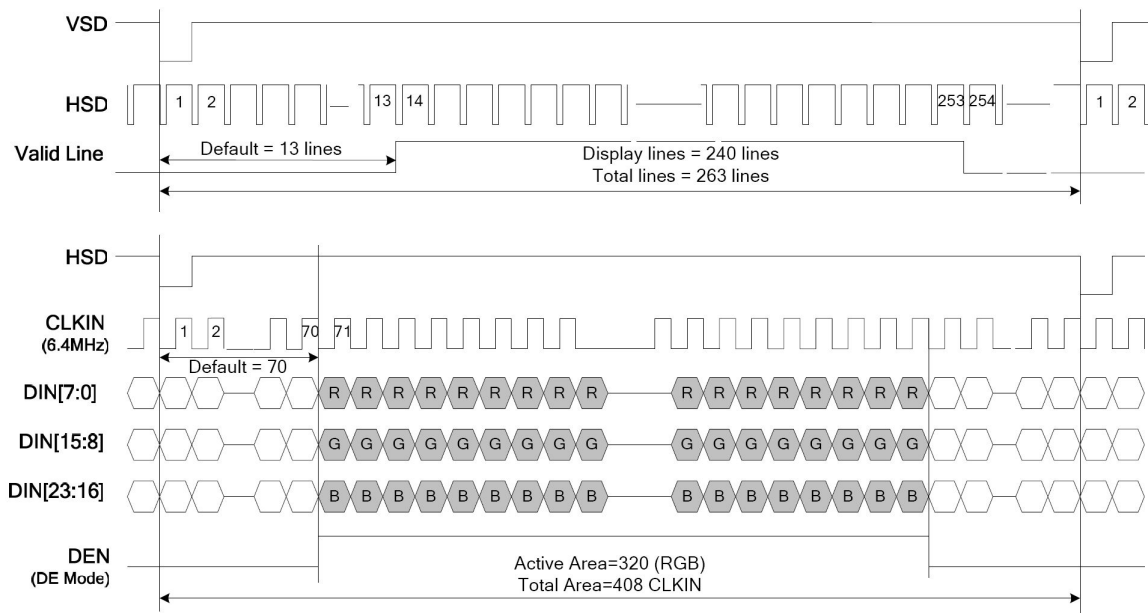 VSD
HSD 1 2 13 14 253 254 1 2
Valid Line
Default = 13 lines
Display lines = 240 lines
Total lines = 263 lines
HSD
CLKIN 1 2 70 71
(6.4MHz)
Default = 70
DIN[7:0] R R R R R R R R R R R R R R R R R
DIN[15:8] G G G G G G G G G G G G G G G G G
DIN[23:16] B B B B B B B B B B B B B B B B B
DEN
(DE Mode)
Active Area=320 (RGB)
Total Area=408 CLKIN